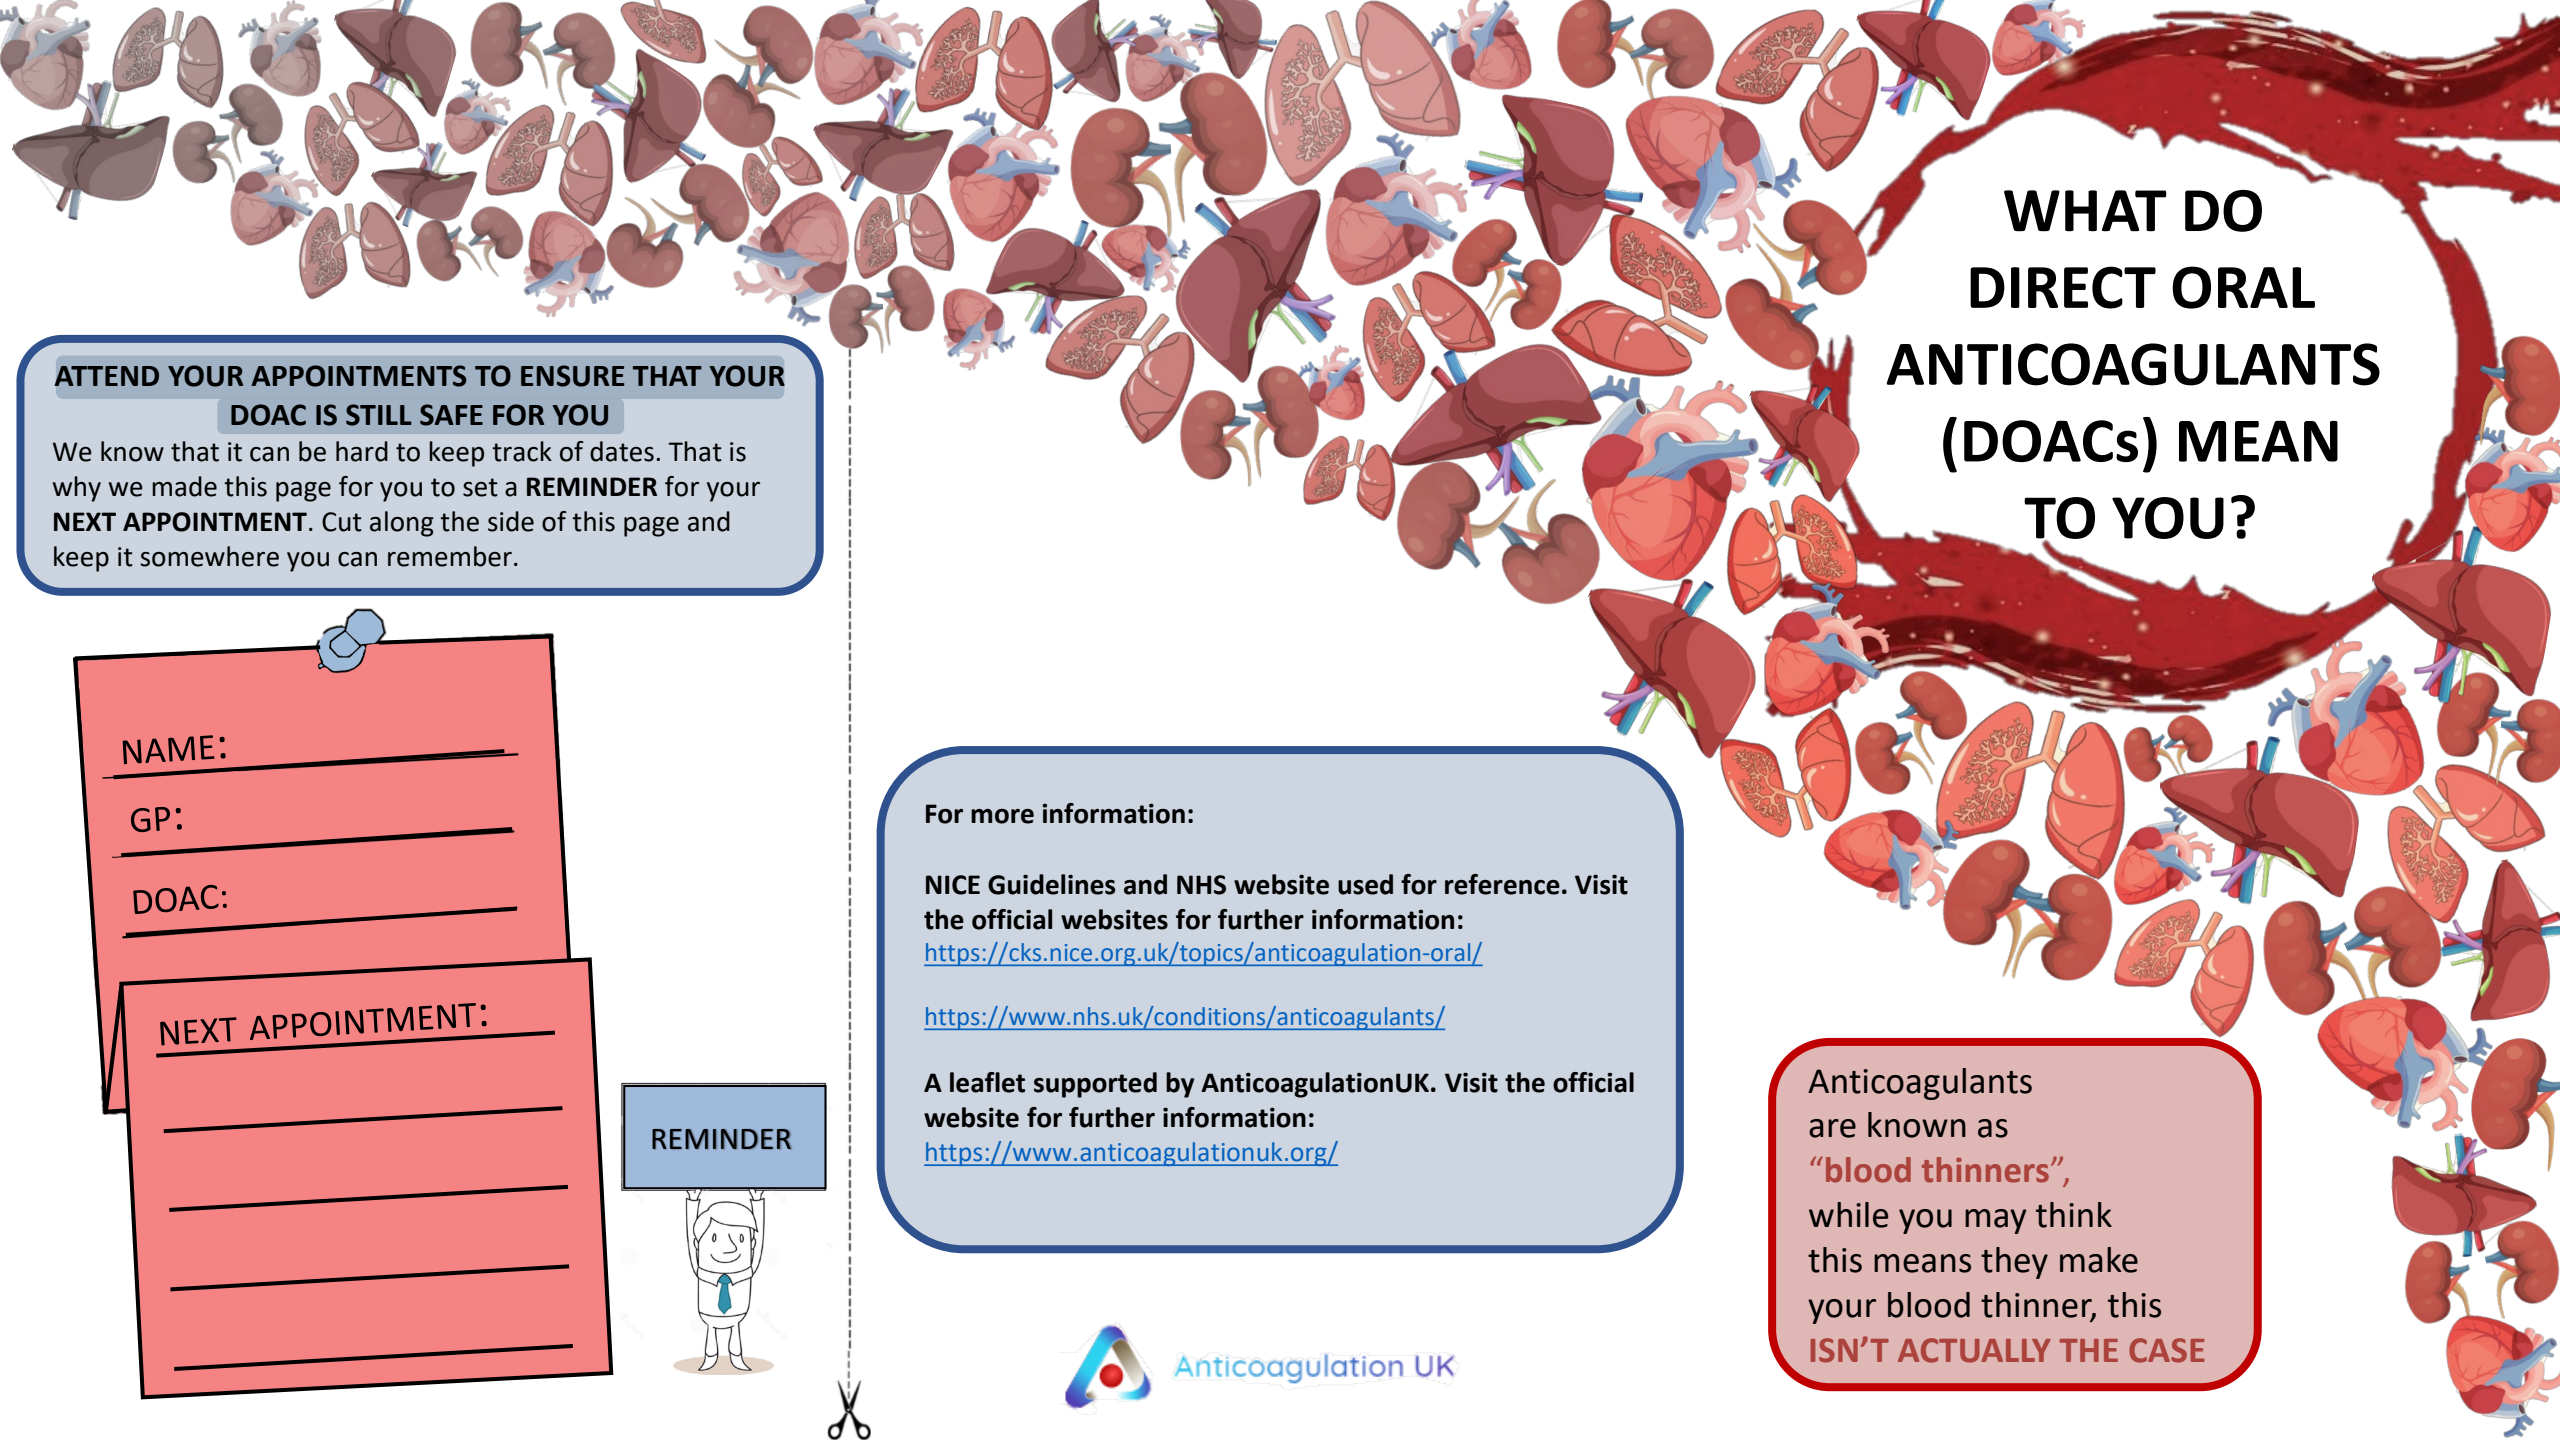 ATTEND YOUR APPOINTMENTS TO ENSURE THAT YOUR
DOAC IS STILL SAFE FOR YOU
We know that it can be hard to keep track of dates. That is
why we made this page for you to set a REMINDER for your
NEXT APPOINTMENT. Cut along the side of this page and
keep it somewhere you can remember.
NAME:
GP:
DOAC:
NEXT APPOINTMENT:
REMINDER
For more information:
NICE Guidelines and NHS website used for reference. Visit
the official websites for further information:
https://cks.nice.org.uk/topics/anticoagulation-oral/
https://www.nhs.uk/conditions/anticoagulants/
A leaflet supported by AnticoagulationUK. Visit the official
website for further information:
https://www.anticoagulationuk.org/
Anticoagulation UK
WHAT DO
DIRECT ORAL
ANTICOAGULANTS
(DOACs) MEAN
TO YOU?
Anticoagulants
are known as
“blood thinners”,
while you may think
this means they make
your blood thinner, this
ISN’T ACTUALLY THE CASE